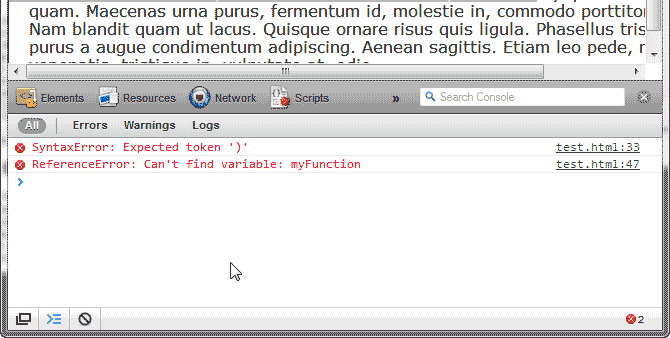 quam. Maecenas urna purus, fermentum id, molestie in, commodo porttitor
Nam blandit quam ut lacus. Quisque ornare risus quis ligula. Phasellus tris
purus a augue condimentum adipiscing. Aenean sagittis. Etiam leo pede, r
Elements Resources Network Scripts » Search Console
All Errors Warnings Logs
SyntaxError: Expected token ')' test.html:33
ReferenceError: Can't find variable: myFunction test.html:47
2